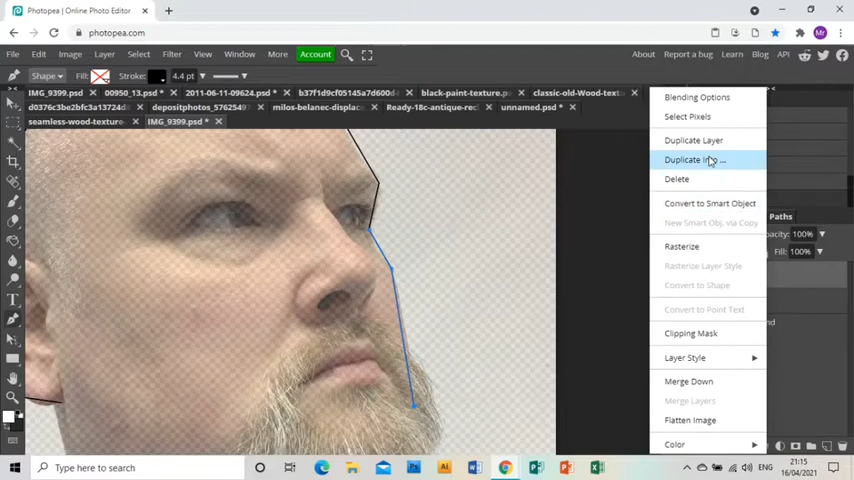 Photopea | Online Photo Editor
photopea.com
Mr
File Edit Image Layer Select Filter View Window More Account
About Report a bug Learn Blog API
Shape Fill: Stroke: 4.4 pt
IMG_9399.psd 00950_13.psd * 2011-06-11-09624.psd * b37f1d9cf5145a7d600d black-paint-texture.p classic-old-Wood-text
d0376c3be2bfc3a13724d depositphotos_5762549 milos-belanec-displac Ready-18c-antique-rec unnamed.psd *
seamless-wood-texture IMG_9399.psd *
Blending Options
Select Pixels
Duplicate Layer
Duplicate Into ...
Delete
Convert to Smart Object
New Smart Obj. via Copy
Rasterize
Rasterize Layer Style
Convert to Shape
Convert to Point Text
Clipping Mask
Layer Style
Merge Down
Merge Layers
Flatten Image
Color
Paths
pacity: 100%
Fill: 100%
nd
Type here to search
ENG
21:15
16/04/2021